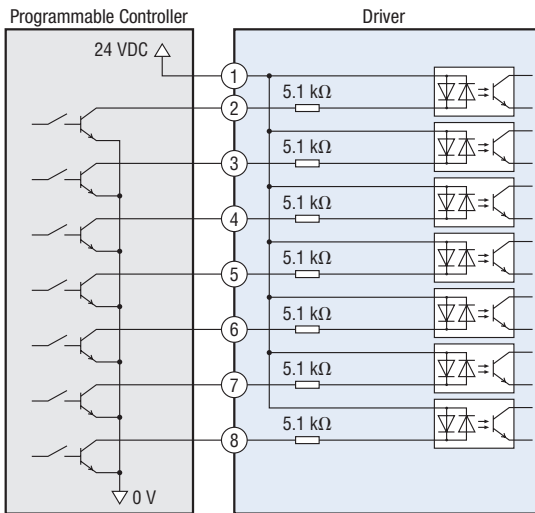 Programmable Controller
Driver
24 VDC
1
5.1 kΩ
2
5.1 kΩ
3
5.1 kΩ
4
5.1 kΩ
5
5.1 kΩ
6
5.1 kΩ
7
5.1 kΩ
8
0 V